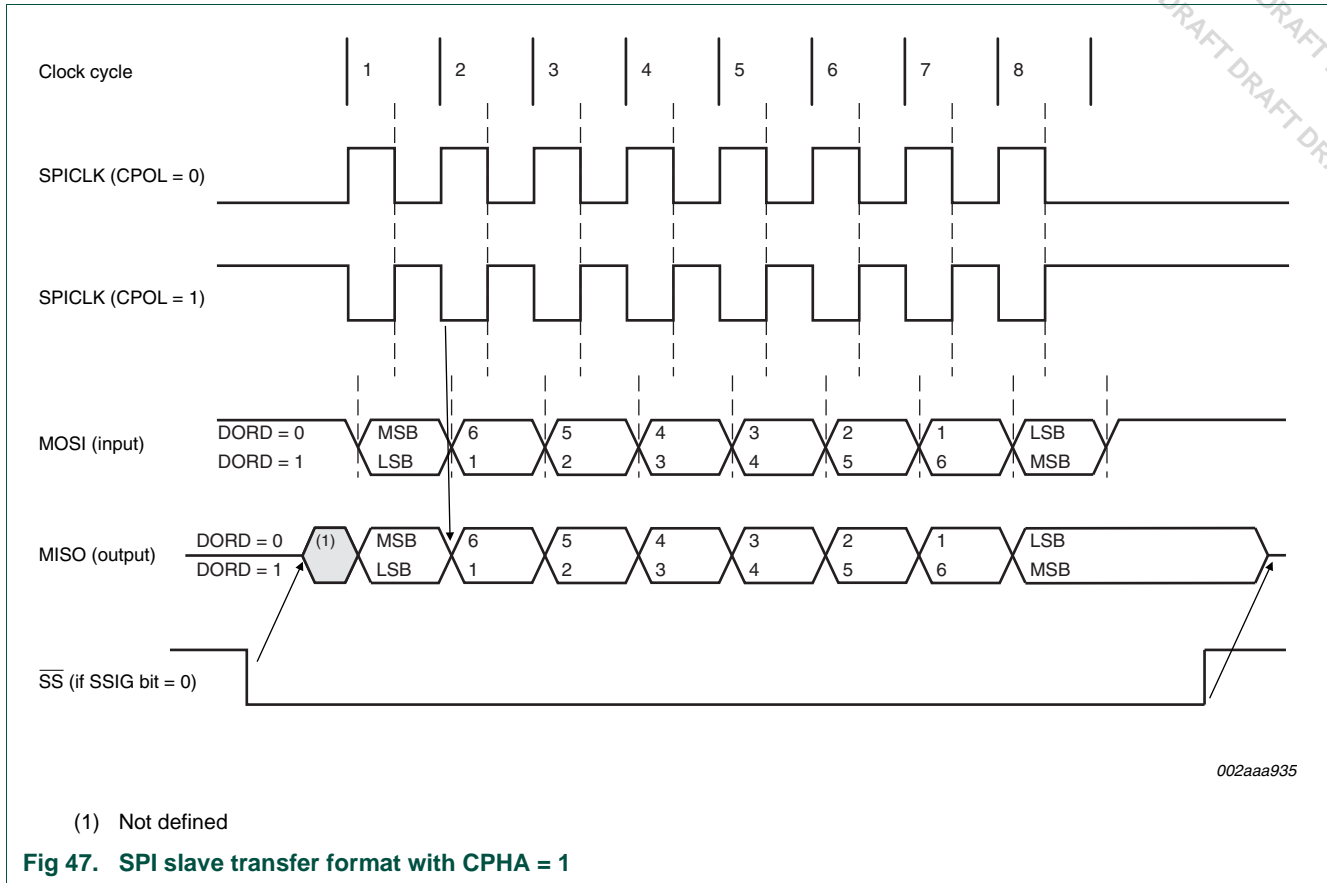 DRAFT DRAFT DRAFT
DRAFT DRAFT DRA
Clock cycle 1 2 3 4 5 6 7 8
SPICLK (CPOL = 0)
SPICLK (CPOL = 1)
DORD = 0 MSB 6 5 4 3 2 1 LSB
MOSI (input)
DORD = 1 LSB 1 2 3 4 5 6 MSB
DORD = 0 (1) MSB 6 5 4 3 2 1 LSB
MISO (output)
DORD = 1 LSB 1 2 3 4 5 6 MSB
SS (if SSIG bit = 0)
002aaa935
(1) Not defined
Fig 47. SPI slave transfer format with CPHA = 1